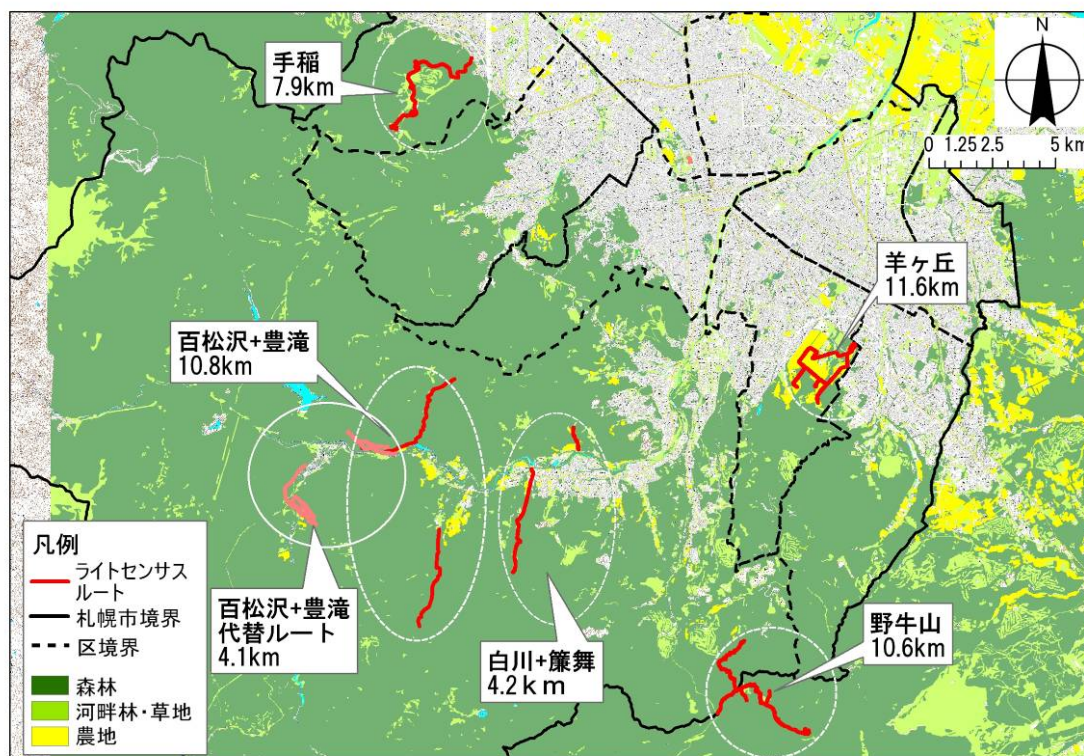 手稲
7.9km
N
0 1.25 2.5 5 km
羊ヶ丘
11.6km
百松沢+豊滝
10.8km
百松沢+豊滝
代替ルート
4.1km
白川+簾舞
4.2ｋｍ
野牛山
10.6km
凡例
ライトセンサス
ルート
札幌市境界
区境界
森林
河畔林・草地
農地